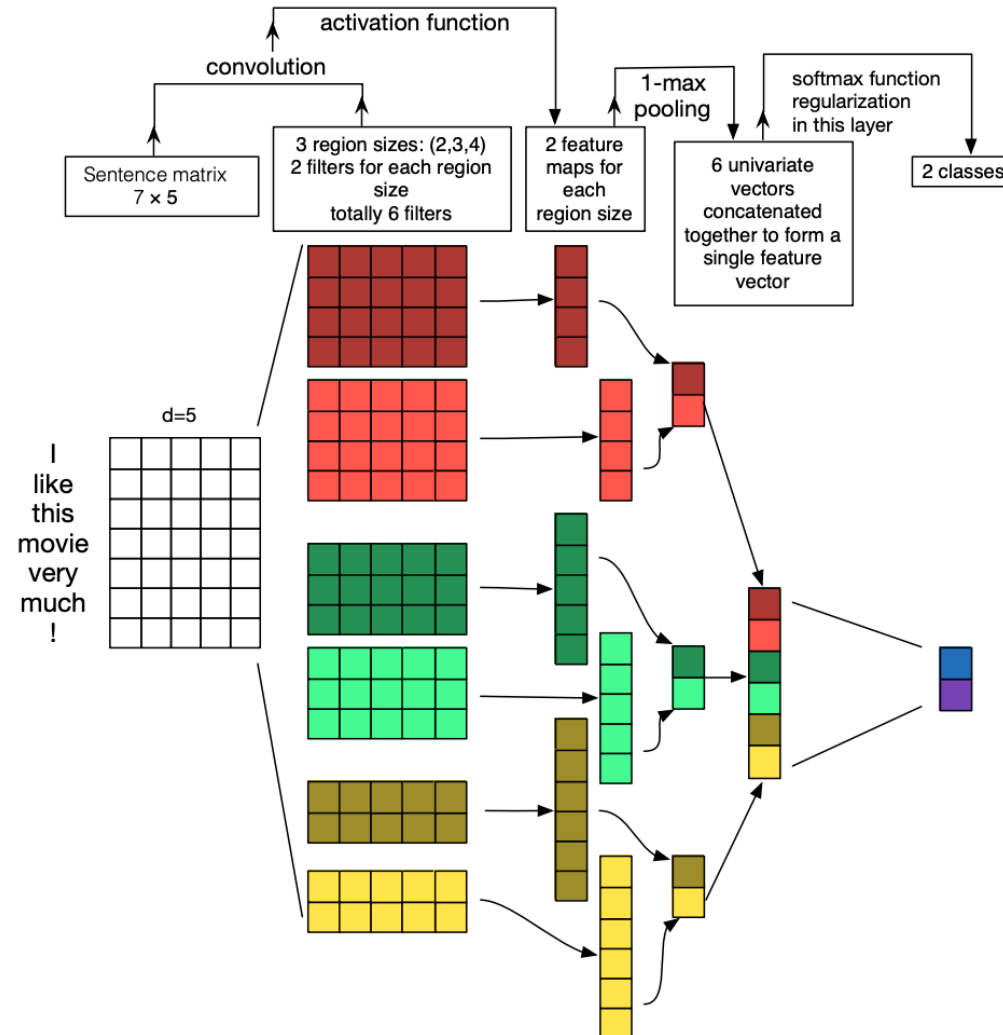 activation function
convolution
1-max
pooling
softmax function
regularization
in this layer
Sentence matrix
7 × 5
3 region sizes: (2,3,4)
2 filters for each region
size
totally 6 filters
2 feature
maps for
each
region size
6 univariate
vectors
concatenated
together to form a
single feature
vector
2 classes
d=5
I
like
this
movie
very
much
!